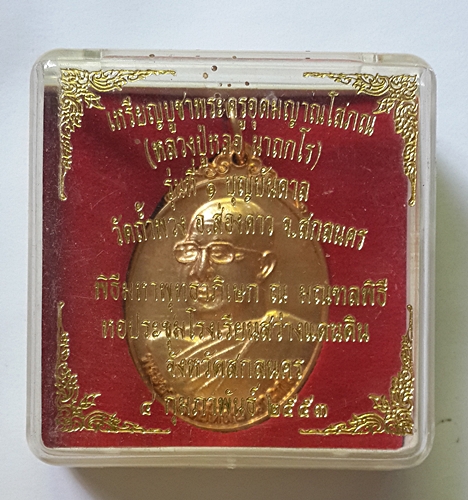 เหรียญบูชาพระครูอุดมญาณโสภณ
(หลวงปู่หลอ นาถกโร)
รุ่นที่ ๑ บุญบันดาล
วัดถ้ำพวง อ.ส่องดาว จ.สกลนคร
พิธีมหาพุทธาภิเษก ณ มณฑลพิธี
หอประชุมโรงเรียนสว่างแดนดิน
จังหวัดสกลนคร
๔ กุมภาพันธ์ ๒๕๕๓